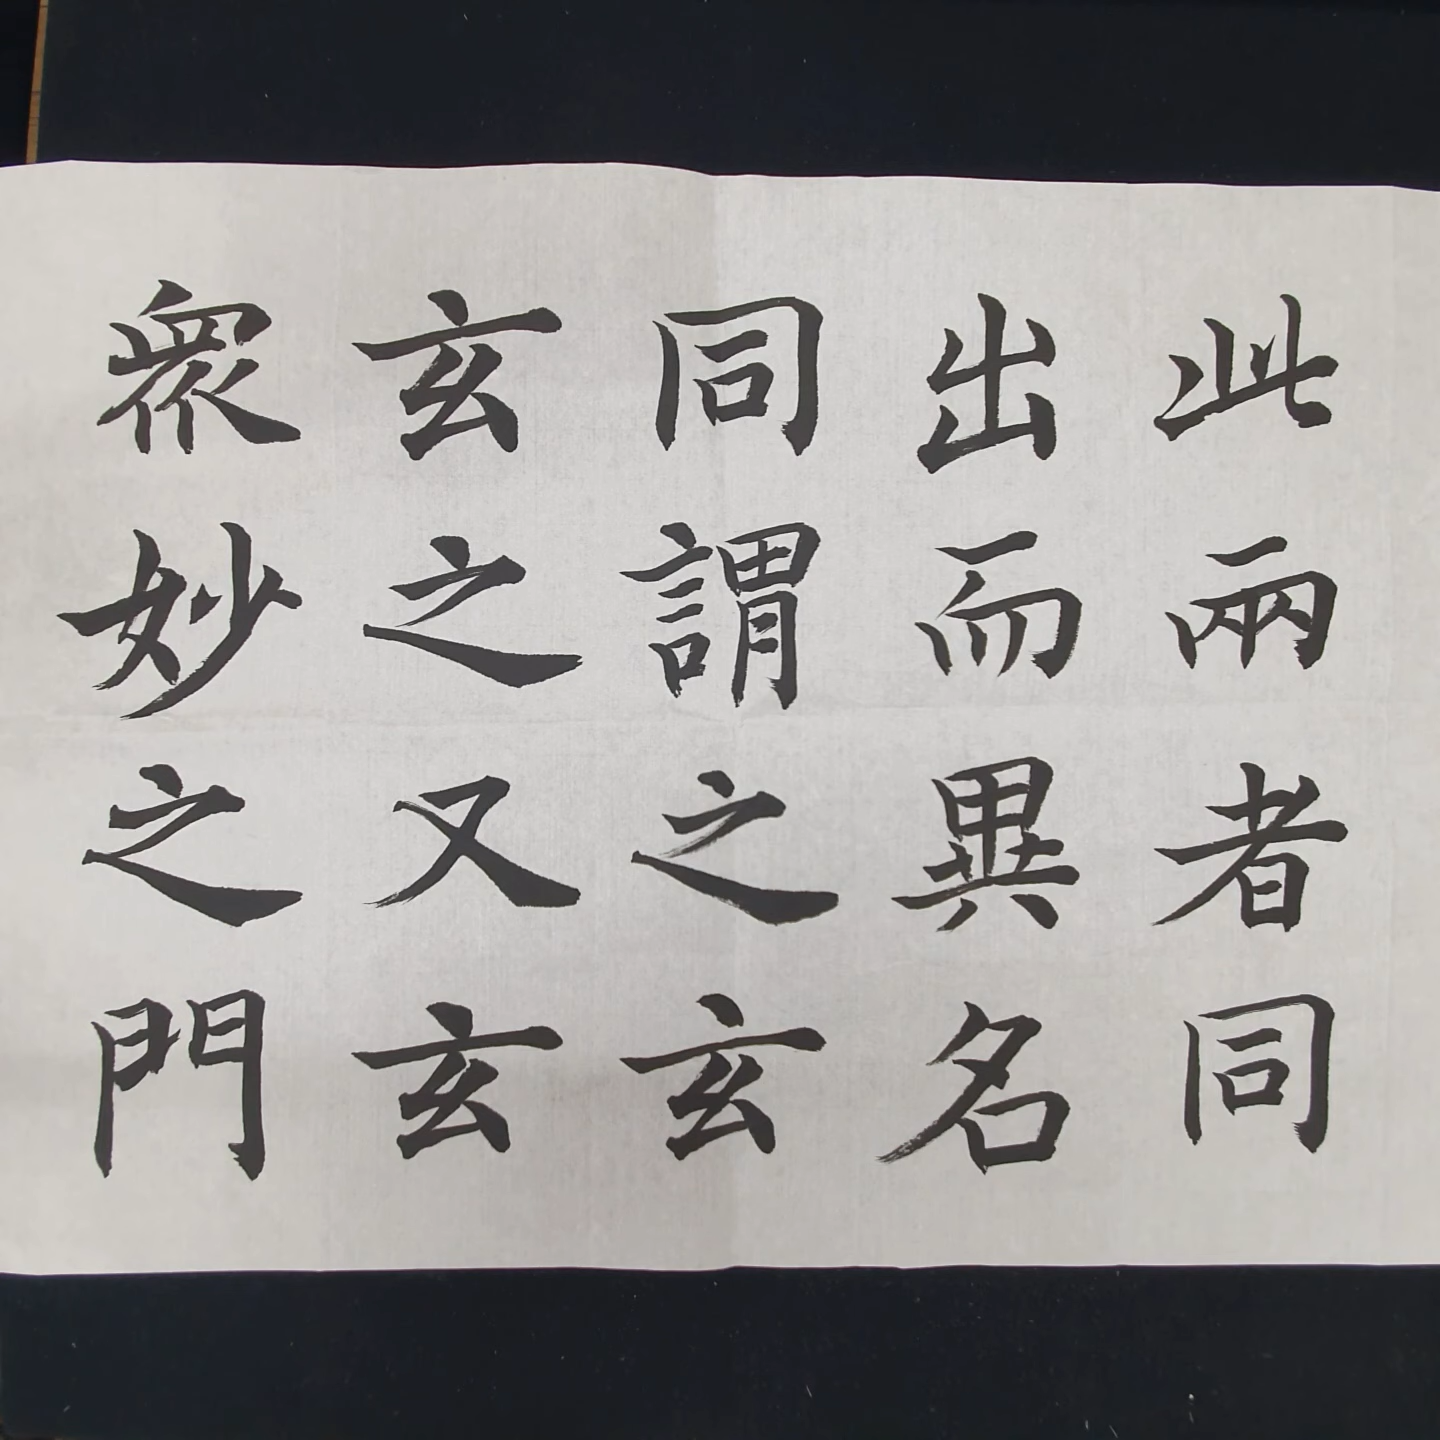 此兩者同
出而異名
同謂之玄
玄之又玄
衆妙之門